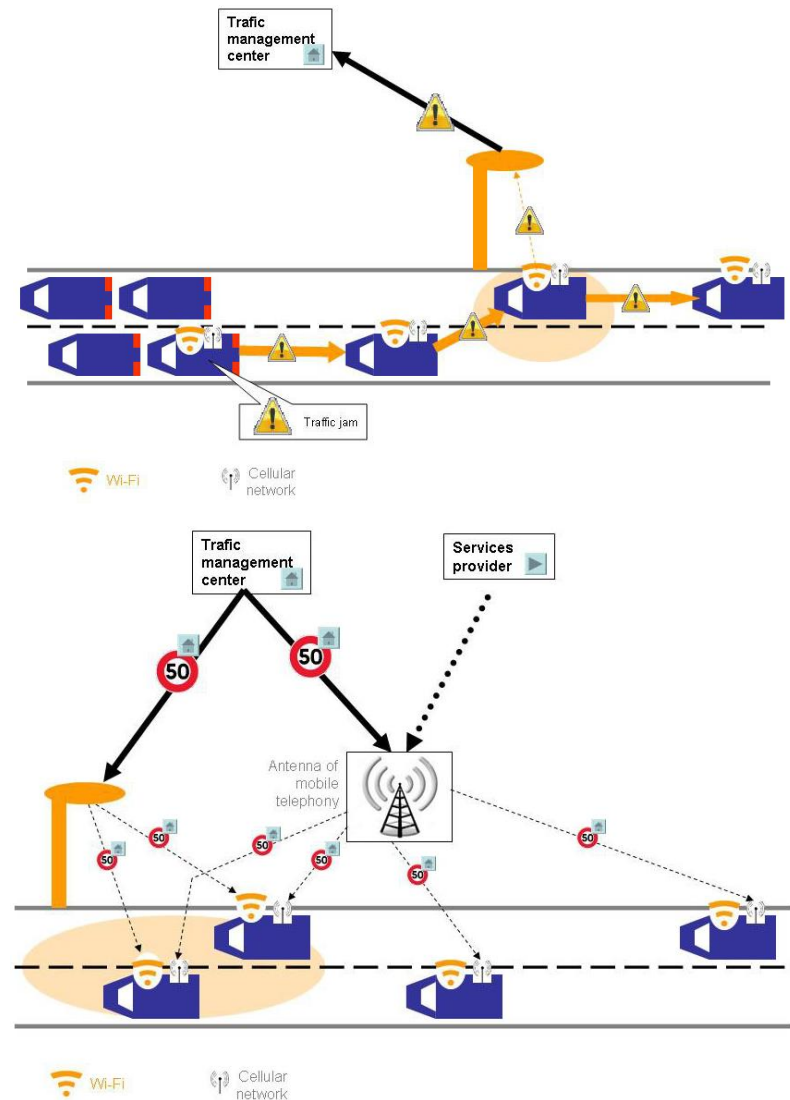 Trafic
management
center
Traffic jam
Wi-Fi
Cellular
network
Trafic
management
center
Services
provider
50
50
Antenna of
mobile
telephony
50
50
50
50
50
50
Wi-Fi
Cellular
network